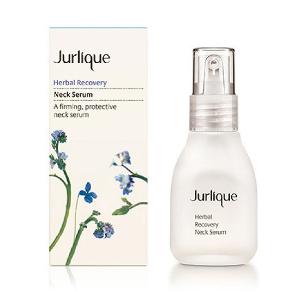 Jurlique
Herbal Recovery
Neck Serum
A firming, protective
neck serum
Jurlique
Herbal
Recovery
Neck Serum